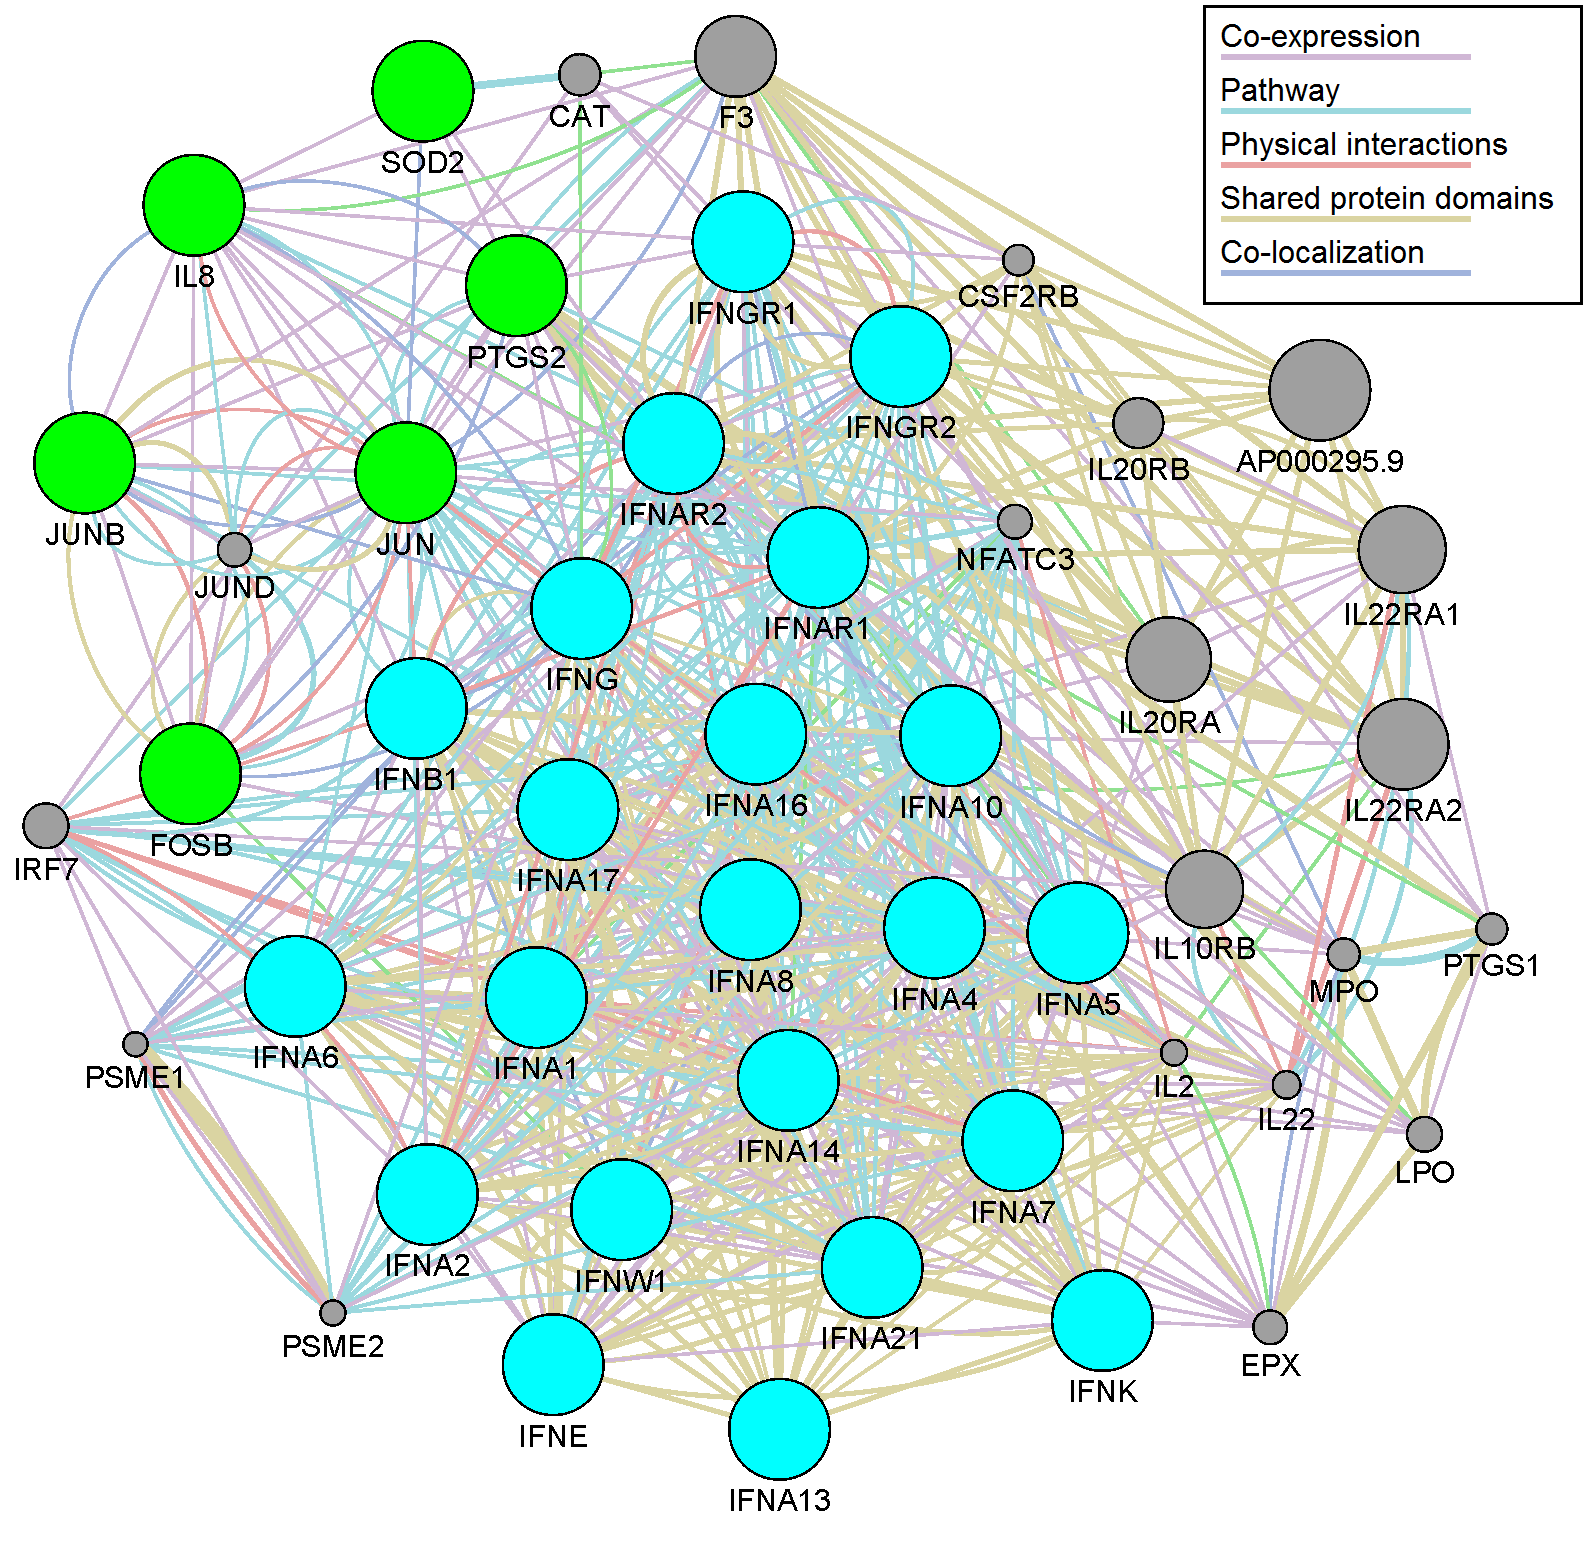 Co-expression
Pathway
Physical interactions
Shared protein domains
Co-localization
CAT
F3
SOD2
IL8
IFNGR1
CSF2RB
PTGS2
IFNGR2
IL20RB
AP000295.9
IFNAR2
JUNB
JUN
NFATC3
JUND
IL22RA1
IFNAR1
IFNG
IL20RA
IFNB1
IFNA16
IFNA10
IL22RA2
FOSB
IRF7
IFNA17
IL10RB
PTGS1
IFNA8
IFNA4
IFNA5
MPO
IFNA6
IFNA1
PSME1
IL2
IL22
IFNA14
LPO
IFNA7
IFNA2
IFNW1
IFNA21
PSME2
EPX
IFNK
IFNE
IFNA13